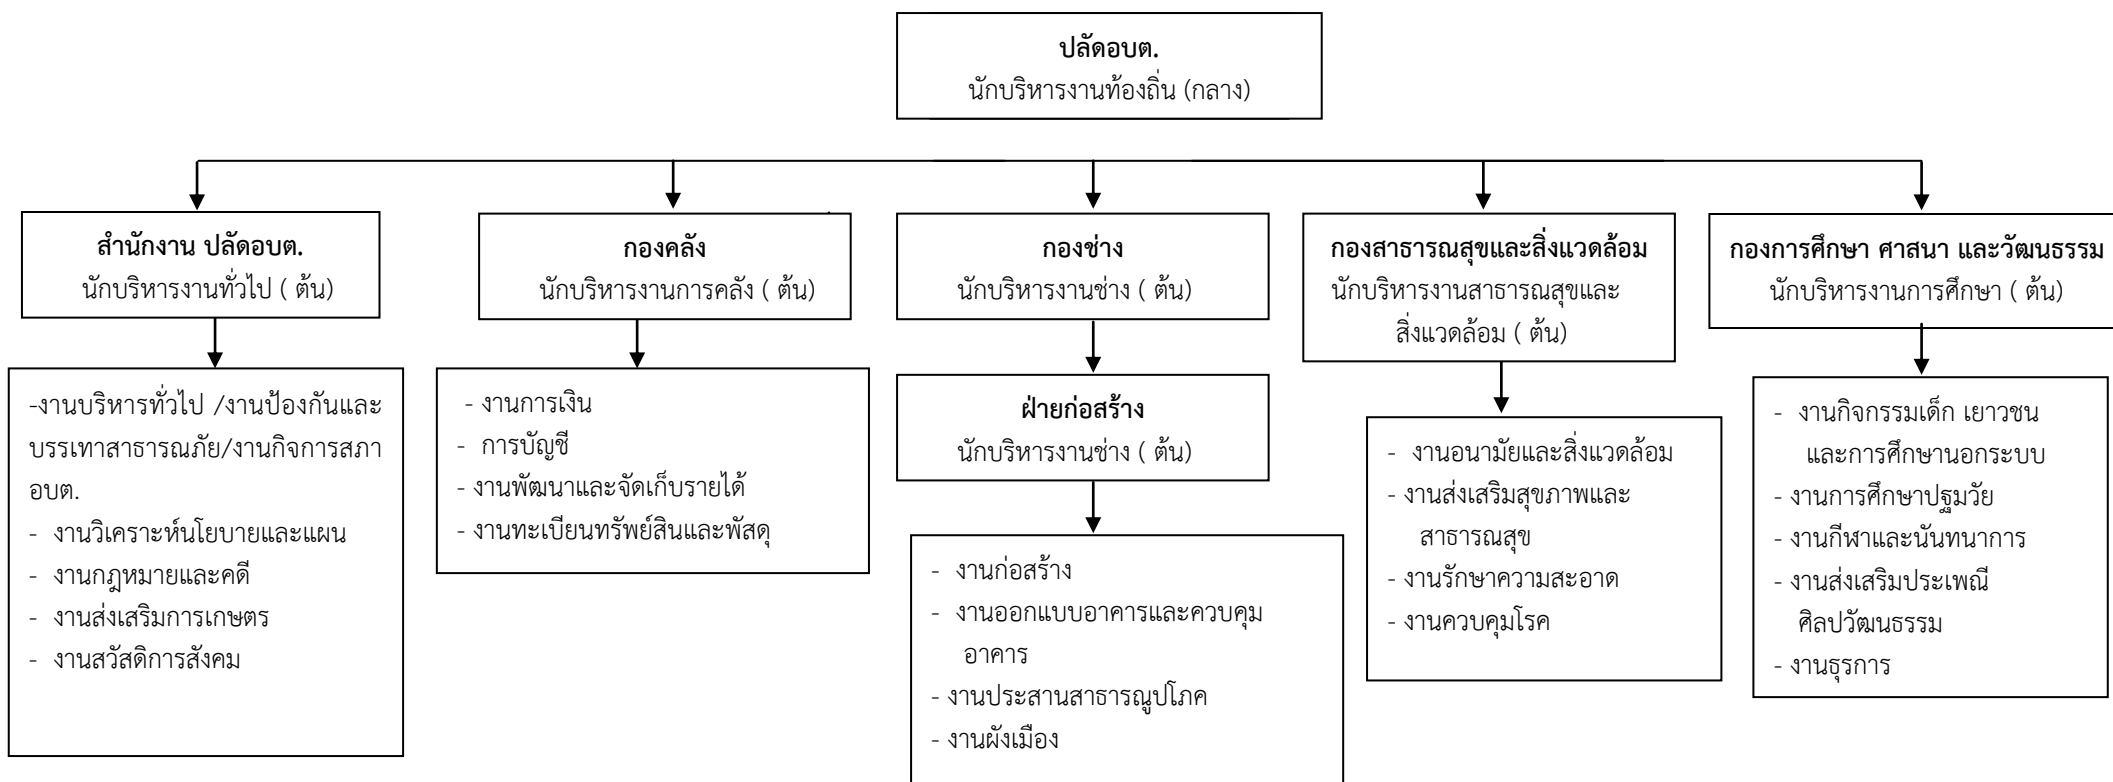 ปลัดอบต.
นักบริหารงานท้องถิ่น (กลาง)
สำนักงาน ปลัดอบต.
นักบริหารงานทั่วไป ( ต้น)
กองคลัง
นักบริหารงานการคลัง ( ต้น)
กองช่าง
นักบริหารงานช่าง ( ต้น)
กองสาธารณสุขและสิ่งแวดล้อม
นักบริหารงานสาธารณสุขและ
สิ่งแวดล้อม ( ต้น)
กองการศึกษา ศาสนา และวัฒนธรรม
นักบริหารงานการศึกษา ( ต้น)
-งานบริหารทั่วไป /งานป้องกันและ
บรรเทาสาธารณภัย/งานกิจการสภา
อบต.
- งานวิเคราะห์นโยบายและแผน
- งานกฎหมายและคดี
- งานส่งเสริมการเกษตร
- งานสวัสดิการสังคม
- งานการเงิน
- การบัญชี
- งานพัฒนาและจัดเก็บรายได้
- งานทะเบียนทรัพย์สินและพัสดุ
ฝ่ายก่อสร้าง
นักบริหารงานช่าง ( ต้น)
- งานก่อสร้าง
- งานออกแบบอาคารและควบคุม
อาคาร
- งานประสานสาธารณูปโภค
- งานผังเมือง
- งานอนามัยและสิ่งแวดล้อม
- งานส่งเสริมสุขภาพและ
สาธารณสุข
- งานรักษาความสะอาด
- งานควบคุมโรค
- งานกิจกรรมเด็ก เยาวชน
และการศึกษานอกระบบ
- งานการศึกษาปฐมวัย
- งานกีฬาและนันทนาการ
- งานส่งเสริมประเพณี
ศิลปวัฒนธรรม
- งานธุรการ